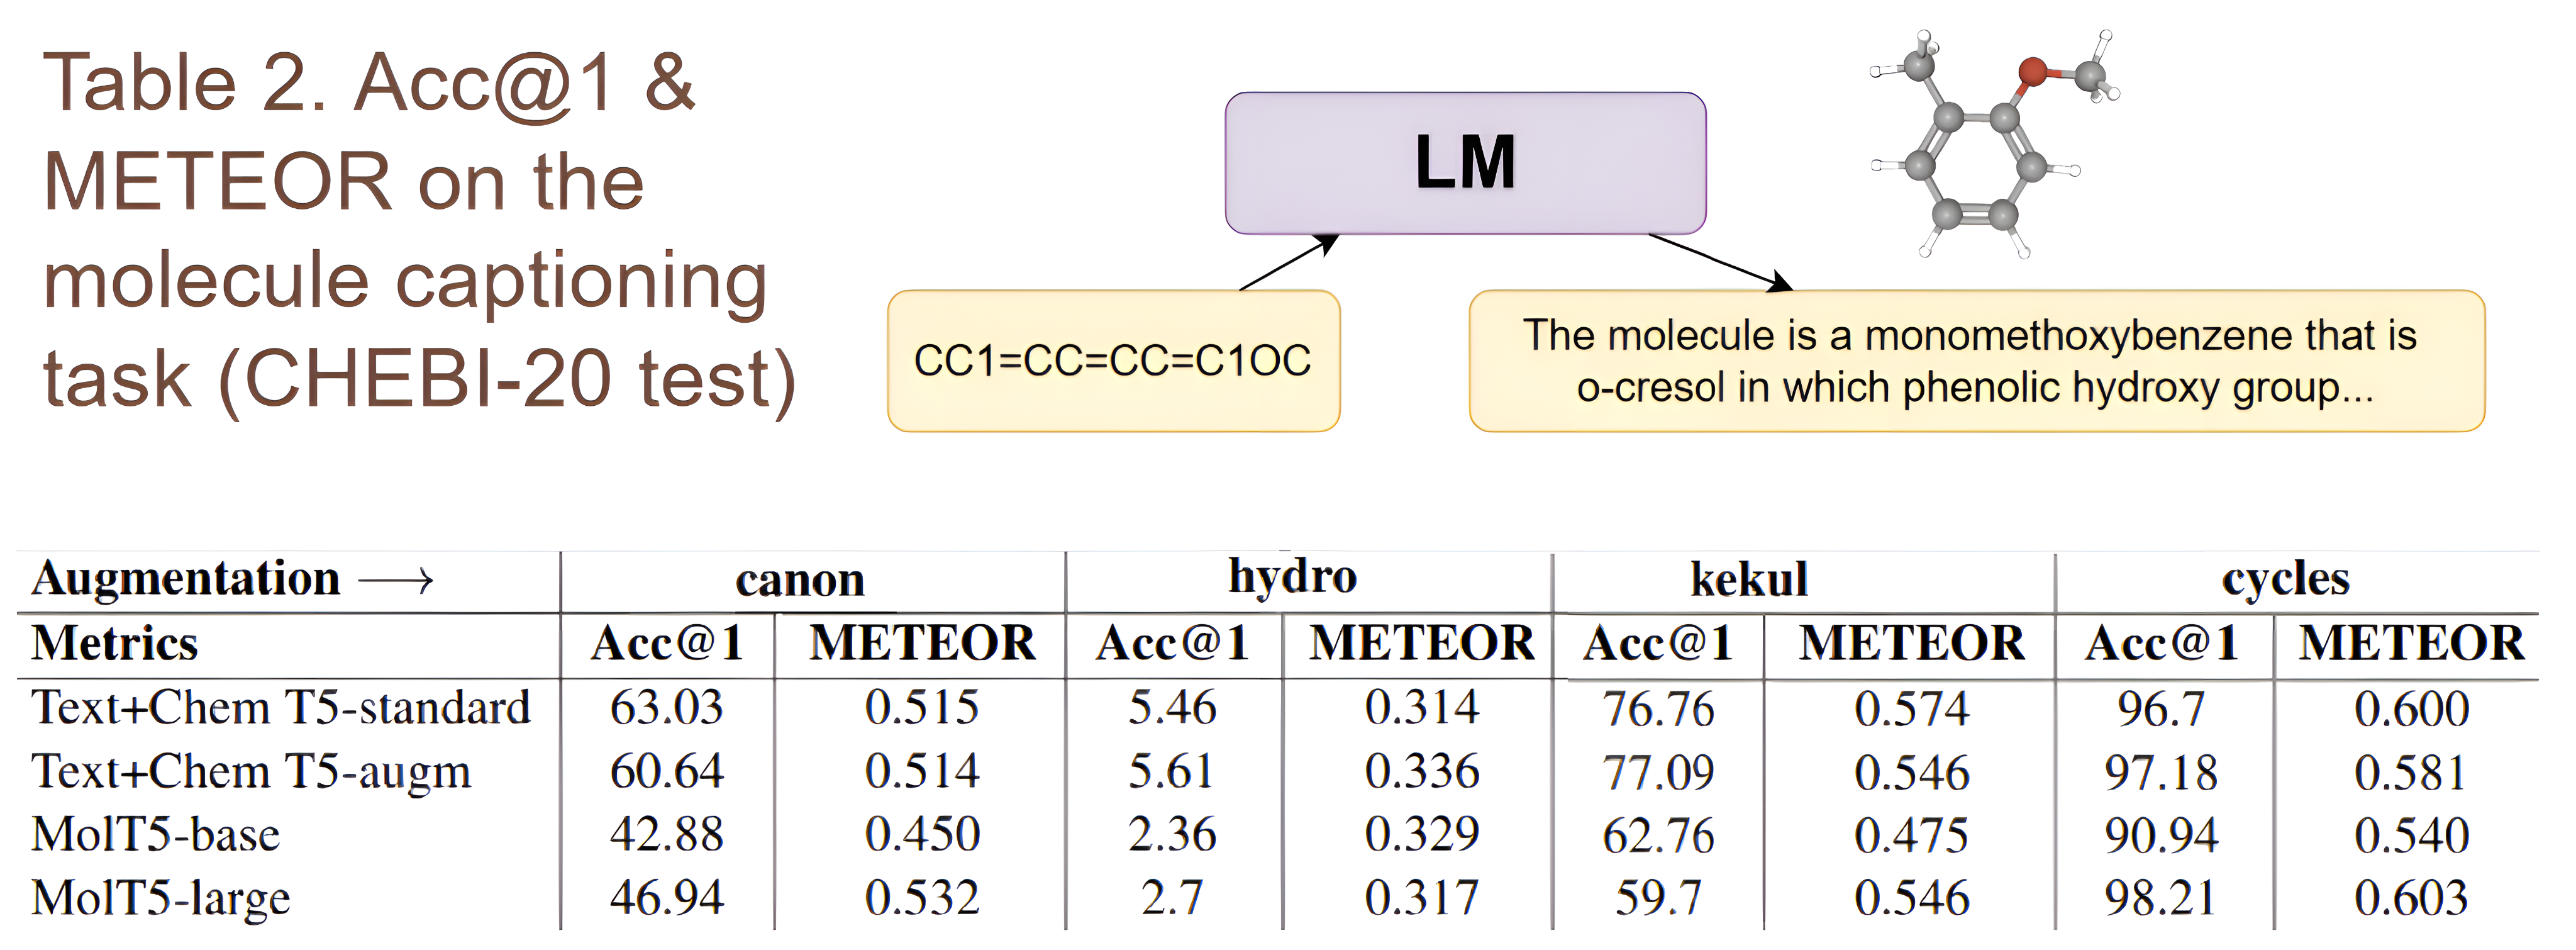 Table 2. Acc@1 &
METEOR on the
molecule captioning
task (CHEBI-20 test)
LM
CC1=CC=CC=C1OC
The molecule is a monomethoxybenzene that is
o-cresol in which phenolic hydroxy group...
Augmentation ⟶ canon hydro kekul cycles
Metrics Acc@1 METEOR Acc@1 METEOR Acc@1 METEOR Acc@1 METEOR
Text+Chem T5-standard 63.03 0.515 5.46 0.314 76.76 0.574 96.7 0.600
Text+Chem T5-augm 60.64 0.514 5.61 0.336 77.09 0.546 97.18 0.581
MolT5-base 42.88 0.450 2.36 0.329 62.76 0.475 90.94 0.540
MolT5-large 46.94 0.532 2.7 0.317 59.7 0.546 98.21 0.603